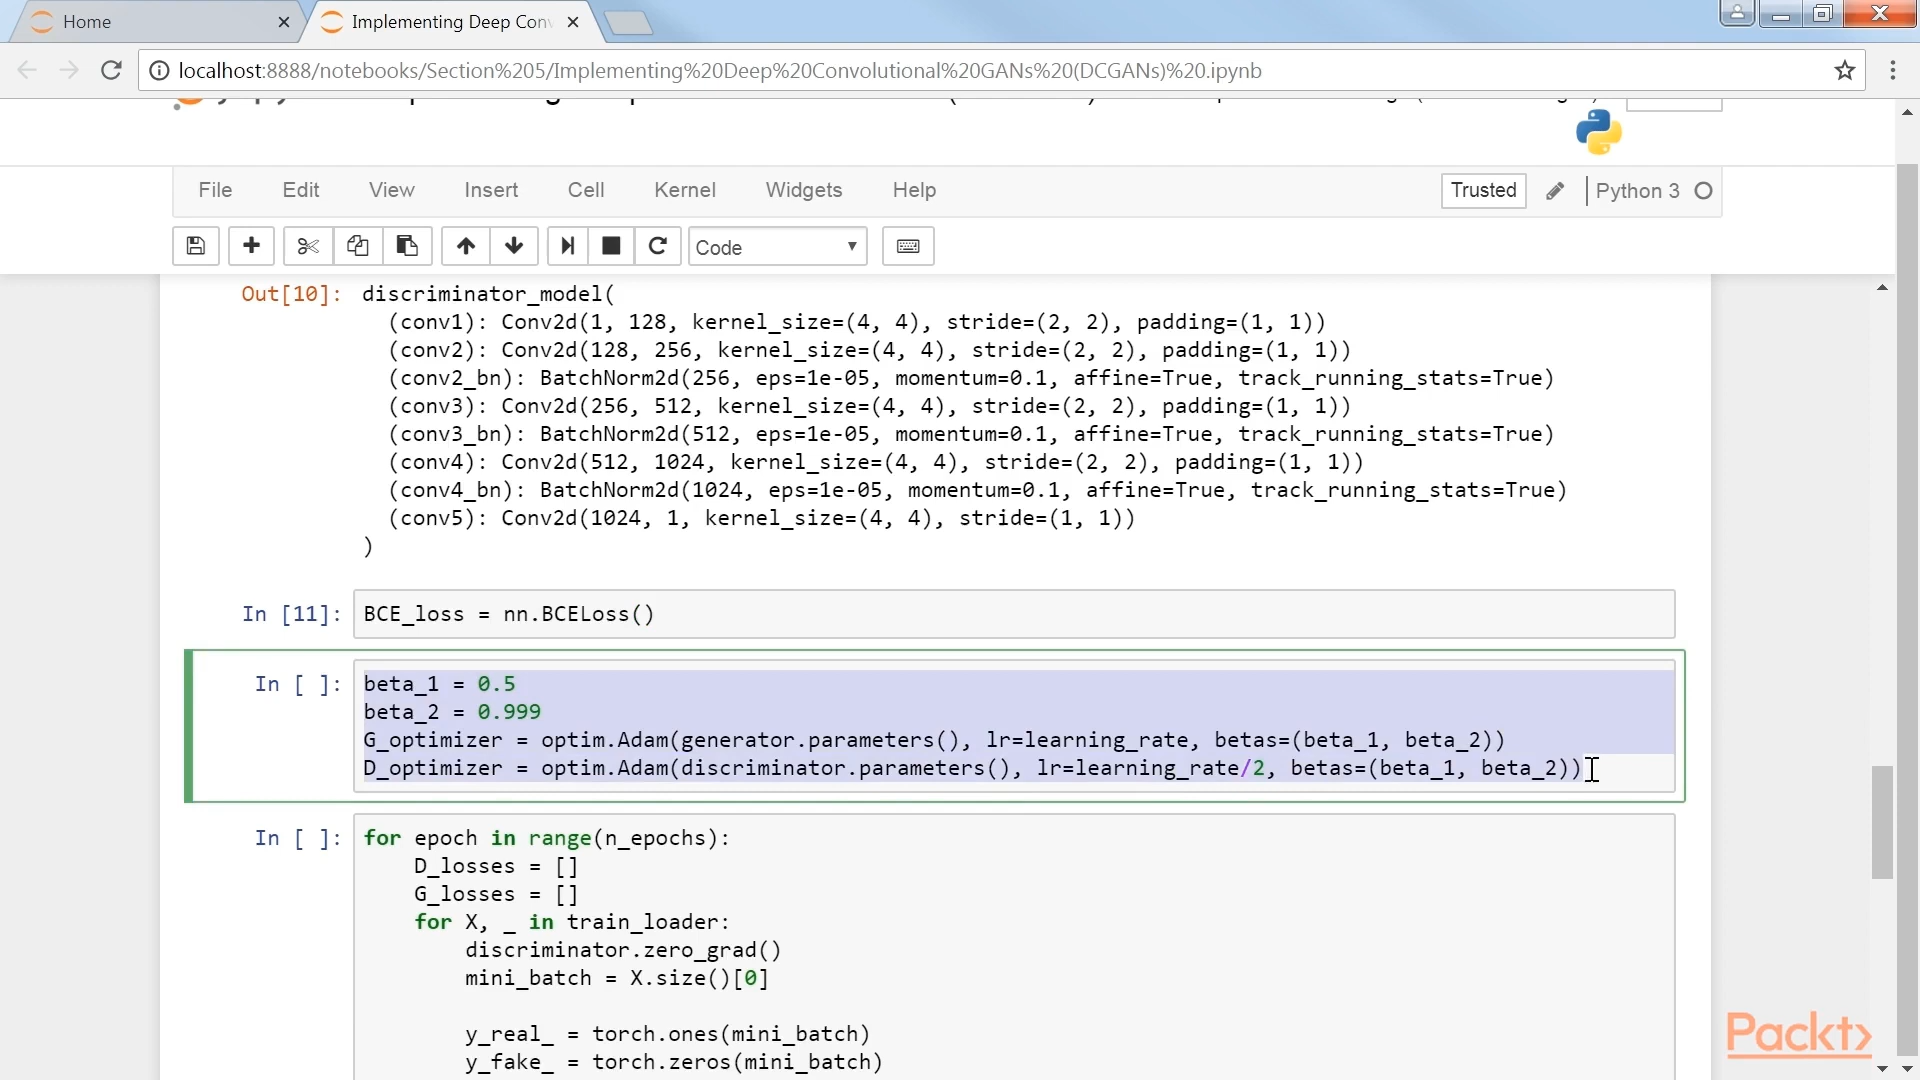 Home
Implementing Deep Con
localhost:8888/notebooks/Section%205/Implementing%20Deep%20Convolutional%20GANs%20(DCGANs)%20.ipynb
File Edit View Insert Cell Kernel Widgets Help
Trusted
Python 3
Code
Out[10]: discriminator_model(
(conv1): Conv2d(1, 128, kernel_size=(4, 4), stride=(2, 2), padding=(1, 1))
(conv2): Conv2d(128, 256, kernel_size=(4, 4), stride=(2, 2), padding=(1, 1))
(conv2_bn): BatchNorm2d(256, eps=1e-05, momentum=0.1, affine=True, track_running_stats=True)
(conv3): Conv2d(256, 512, kernel_size=(4, 4), stride=(2, 2), padding=(1, 1))
(conv3_bn): BatchNorm2d(512, eps=1e-05, momentum=0.1, affine=True, track_running_stats=True)
(conv4): Conv2d(512, 1024, kernel_size=(4, 4), stride=(2, 2), padding=(1, 1))
(conv4_bn): BatchNorm2d(1024, eps=1e-05, momentum=0.1, affine=True, track_running_stats=True)
(conv5): Conv2d(1024, 1, kernel_size=(4, 4), stride=(1, 1))
)
In [11]: BCE_loss = nn.BCELoss()
In [ ]: beta_1 = 0.5
beta_2 = 0.999
G_optimizer = optim.Adam(generator.parameters(), lr=learning_rate, betas=(beta_1, beta_2))
D_optimizer = optim.Adam(discriminator.parameters(), lr=learning_rate/2, betas=(beta_1, beta_2))
In [ ]: for epoch in range(n_epochs):
D_losses = []
G_losses = []
for X, _ in train_loader:
discriminator.zero_grad()
mini_batch = X.size()[0]
y_real_ = torch.ones(mini_batch)
y_fake_ = torch.zeros(mini_batch)
Packt>